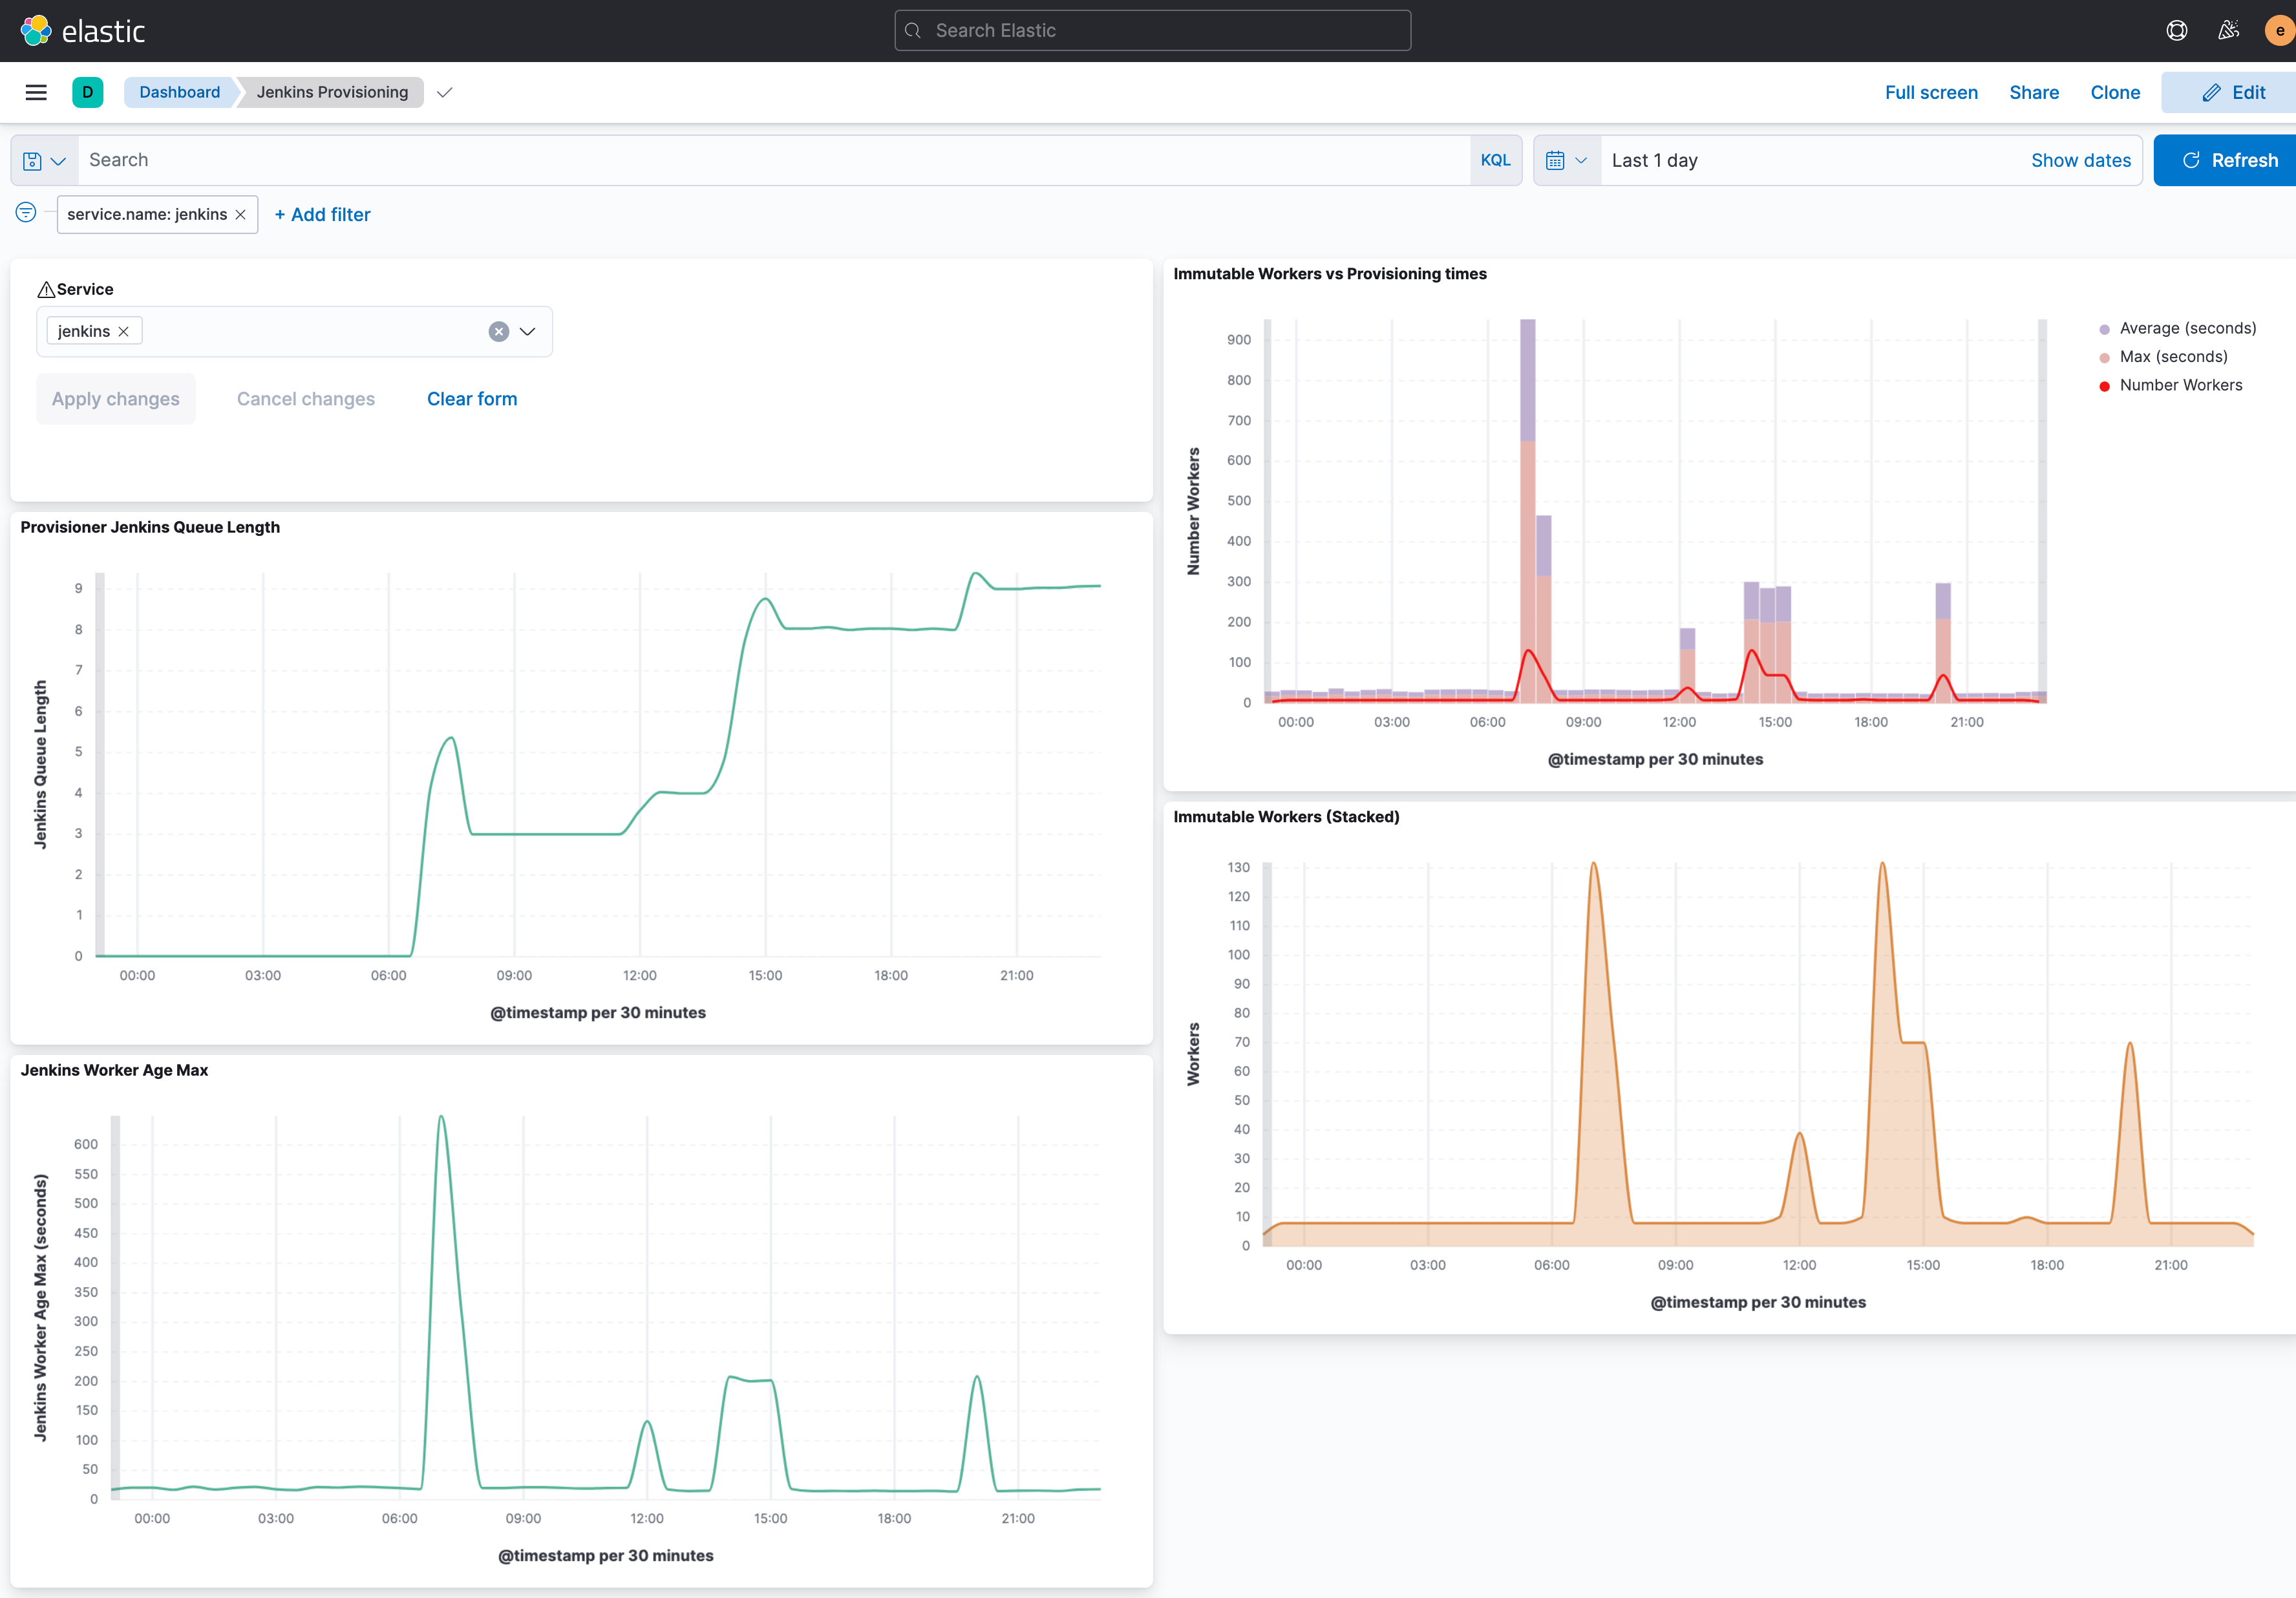 elastic
Search Elastic
e
D
Dashboard
Jenkins Provisioning
Full screen
Share
Clone
Edit
Search
KQL
Last 1 day
Show dates
Refresh
service.name: jenkins
+ Add filter
Service
jenkins
Apply changes
Cancel changes
Clear form
Immutable Workers vs Provisioning times
Number Workers
900
800
700
600
500
400
300
200
100
0
00:00 03:00 06:00 09:00 12:00 15:00 18:00 21:00
@timestamp per 30 minutes
Average (seconds)
Max (seconds)
Number Workers
Provisioner Jenkins Queue Length
Jenkins Queue Length
9
8
7
6
5
4
3
2
1
0
00:00 03:00 06:00 09:00 12:00 15:00 18:00 21:00
@timestamp per 30 minutes
Immutable Workers (Stacked)
Workers
130
120
110
100
90
80
70
60
50
40
30
20
10
0
00:00 03:00 06:00 09:00 12:00 15:00 18:00 21:00
@timestamp per 30 minutes
Jenkins Worker Age Max
Jenkins Worker Age Max (seconds)
600
550
500
450
400
350
300
250
200
150
100
50
0
00:00 03:00 06:00 09:00 12:00 15:00 18:00 21:00
@timestamp per 30 minutes